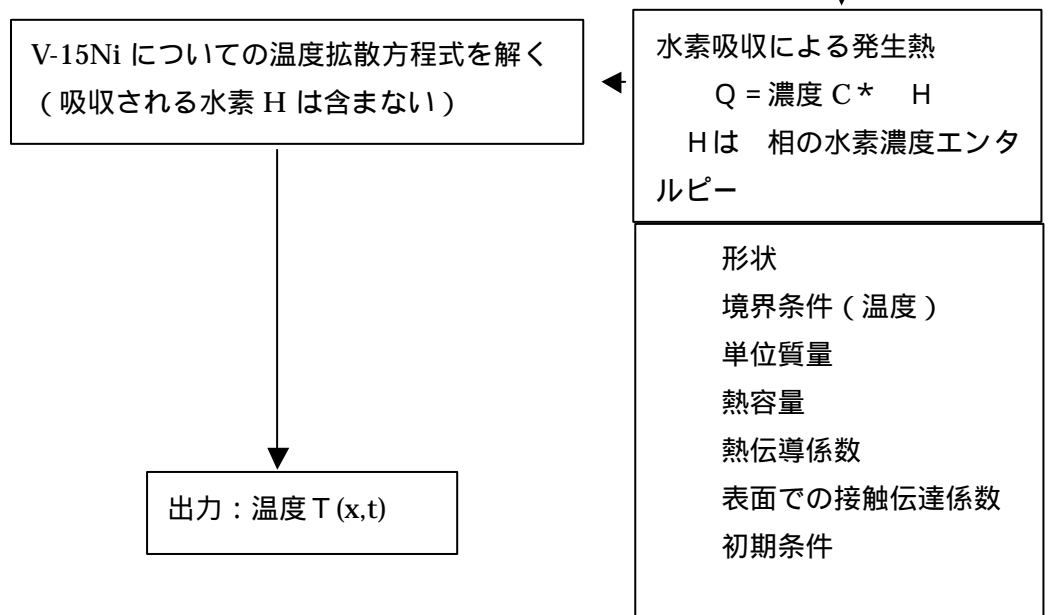 V-15Ni についての温度拡散方程式を解く
（吸収される水素 H は含まない）
水素吸収による発生熱
Q = 濃度 C* H
Hは 相の水素濃度エンタ
ルピー
形状
境界条件（温度）
単位質量
熱容量
熱伝導係数
表面での接触伝達係数
初期条件
出力：温度T(x,t)